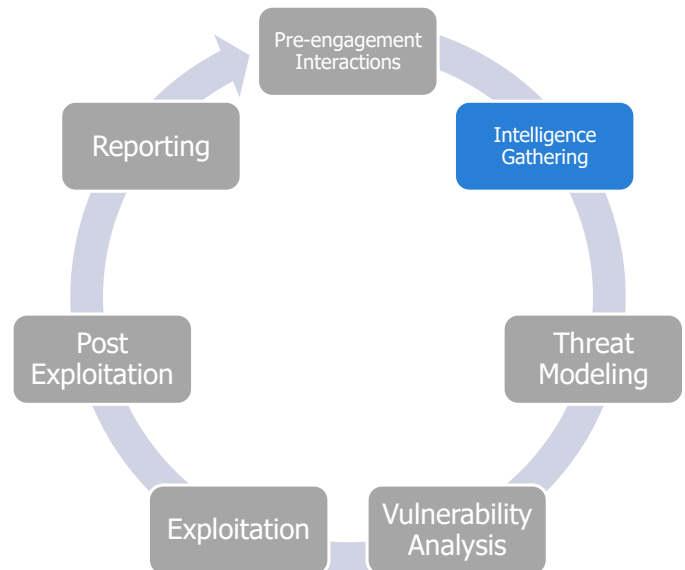 Pre-engagement
Interactions
Intelligence
Gathering
Threat
Modeling
Vulnerability
Analysis
Exploitation
Post
Exploitation
Reporting